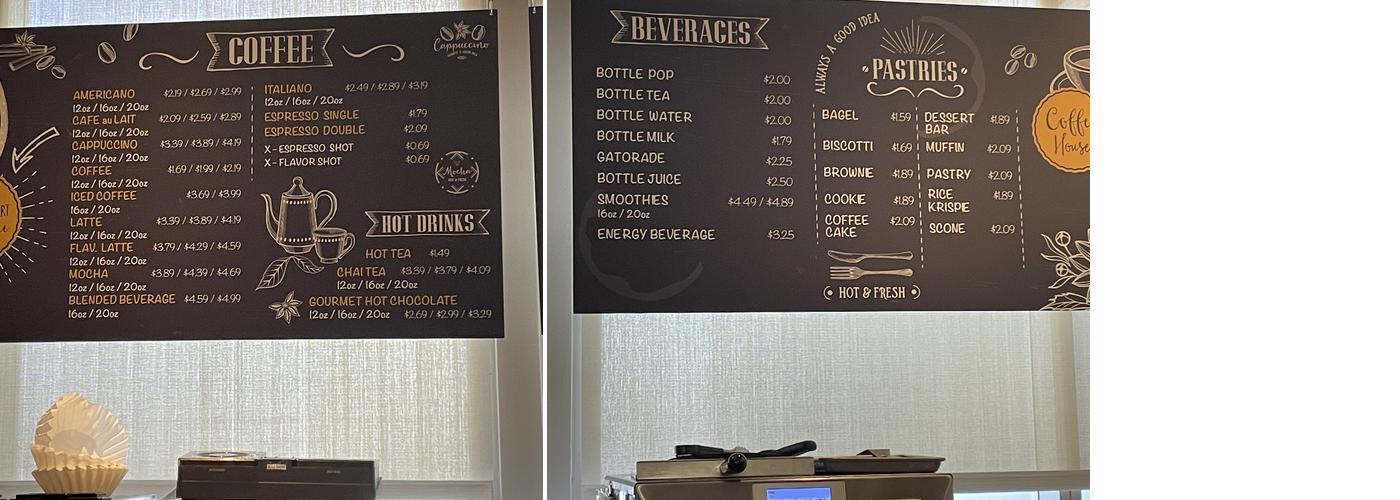 COFFEE
Cappuccino
AMERICANO $2.19 / $2.69 / $2.99
12oz / 16oz / 20oz
CAFE au LAIT $2.09 / $2.59 / $2.89
12oz / 16oz / 20oz
CAPPUCCINO $3.39 / $3.89 / $4.19
12oz / 16oz / 20oz
COFFEE $1.69 / $1.99 / $2.19
12oz / 16oz / 20oz
ICED COFFEE $3.69 / $3.99
12oz / 16oz / 20oz
LATTE $3.39 / $3.89 / $4.19
12oz / 16oz / 20oz
FLAV. LATTE $3.79 / $4.29 / $4.59
12oz / 16oz / 20oz
MOCHA $3.89 / $4.39 / $4.69
12oz / 16oz / 20oz
BLENDED BEVERAGE $4.59 / $4.99
16oz / 20oz
ITALIANO $2.49 / $2.89 / $3.19
12oz / 16oz / 20oz
ESPRESSO SINGLE $1.79
ESPRESSO DOUBLE $2.09
X - ESPRESSO SHOT $0.69
X - FLAVOR SHOT $0.69
Mocha
HOT DRINKS
HOT TEA $1.49
CHAI TEA $3.39 / $3.79 / $4.09
12oz / 16oz / 20oz
GOURMET HOT CHOCOLATE
12oz / 16oz / 20oz $2.69 / $2.99 / $3.29
BEVERAGES
BOTTLE POP $2.00
BOTTLE TEA $2.00
BOTTLE WATER $2.00
BOTTLE MILK $1.79
GATORADE $2.25
BOTTLE JUICE $2.50
SMOOTHIES $4.49 / $4.89
16oz / 20oz
ENERGY BEVERAGE $3.25
ALWAYS A GOOD IDEA
PASTRIES
BAGEL $1.59
BISCOTTI $1.69
BROWNIE $1.89
COOKIE $1.89
COFFEE $2.09
CAKE
DESSERT $1.89
BAR
MUFFIN $2.09
PASTRY $2.09
RICE $1.89
KRISPIE
SCONE $2.09
HOT & FRESH
Coffe
House